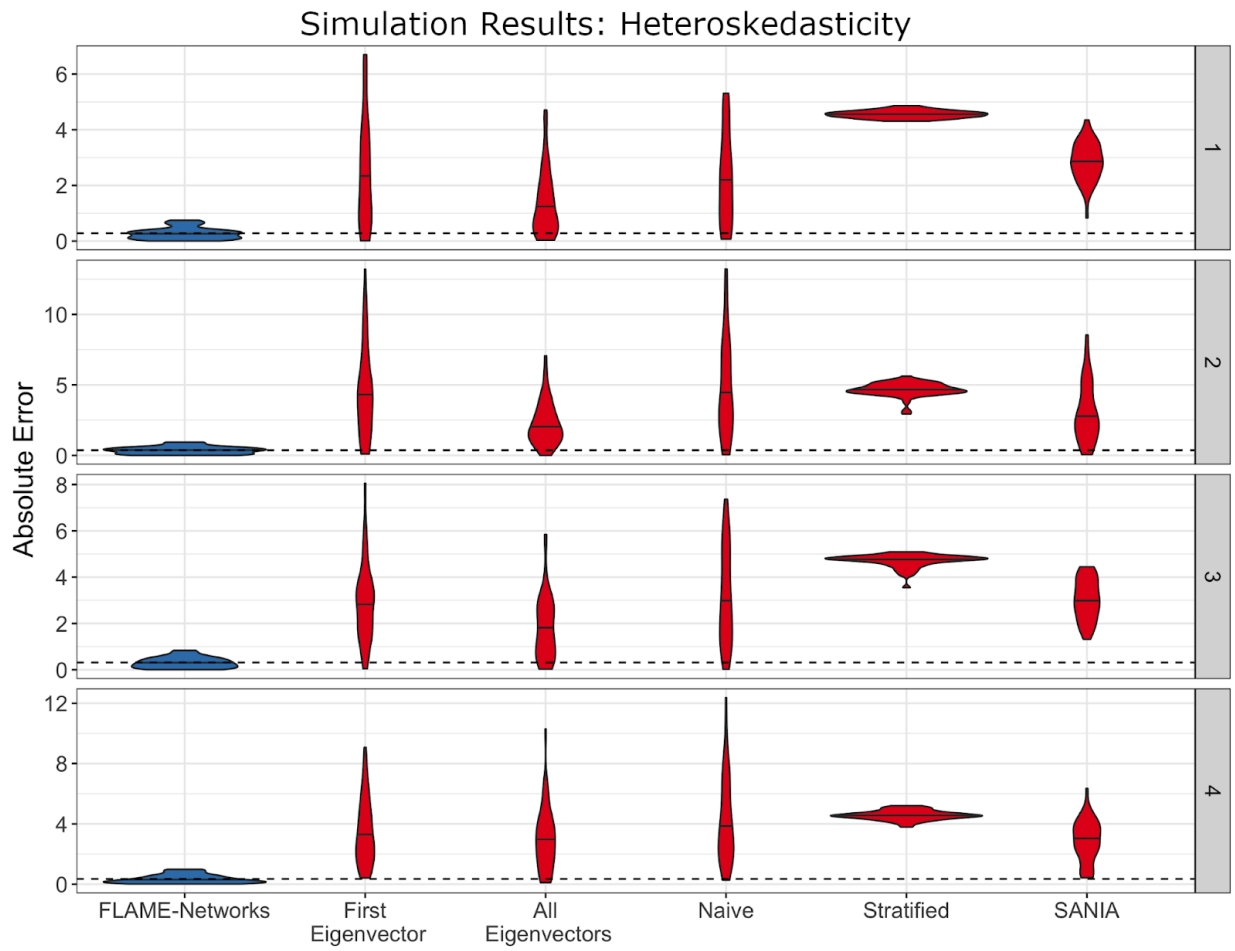 Simulation Results: Heteroskedasticity
Absolute Error
6
4
2
0
1
10
5
0
2
8
6
4
2
0
3
12
8
4
0
4
FLAME-Networks
First
Eigenvector
All
Eigenvectors
Naive
Stratified
SANIA